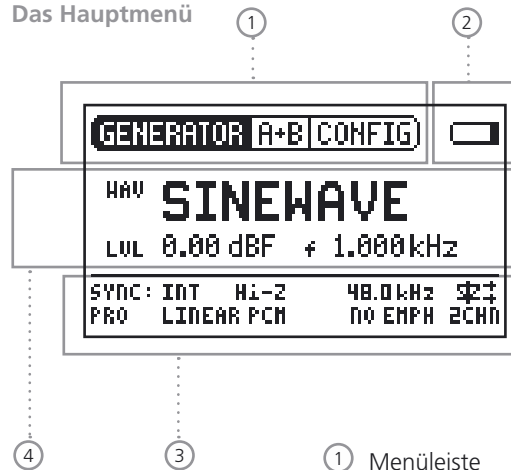 Das Hauptmenü
1 2
GENERATOR A+B CONFIG
WAV SINEWAVE
LVL 0.00 dBF f 1.000kHz
SYNC: INT Hi-Z 48.0kHz
PRO LINEAR PCM NO EMPH 2CHN
4 3 1 Menüleiste